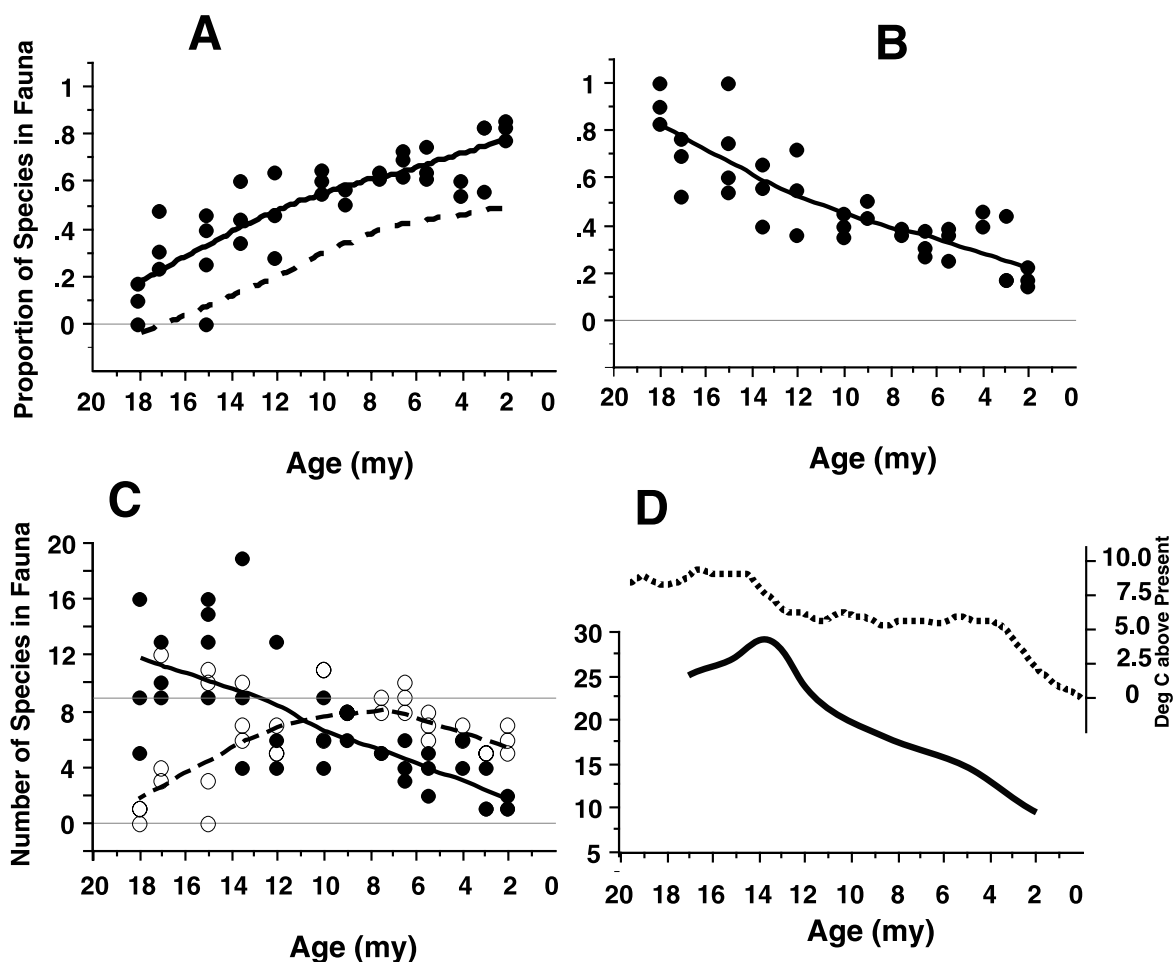 A
Proportion of Species in Fauna
1
.8
.6
.4
.2
0
20 18 16 14 12 10 8 6 4 2 0
Age (my)
B
1
.8
.6
.4
.2
0
20 18 16 14 12 10 8 6 4 2 0
Age (my)
C
Number of Species in Fauna
20
16
12
8
4
0
20 18 16 14 12 10 8 6 4 2 0
Age (my)
D
30
25
20
15
10
5
10.0
7.5
5.0
2.5
0
Deg C above Present
20 18 16 14 12 10 8 6 4 2 0
Age (my)